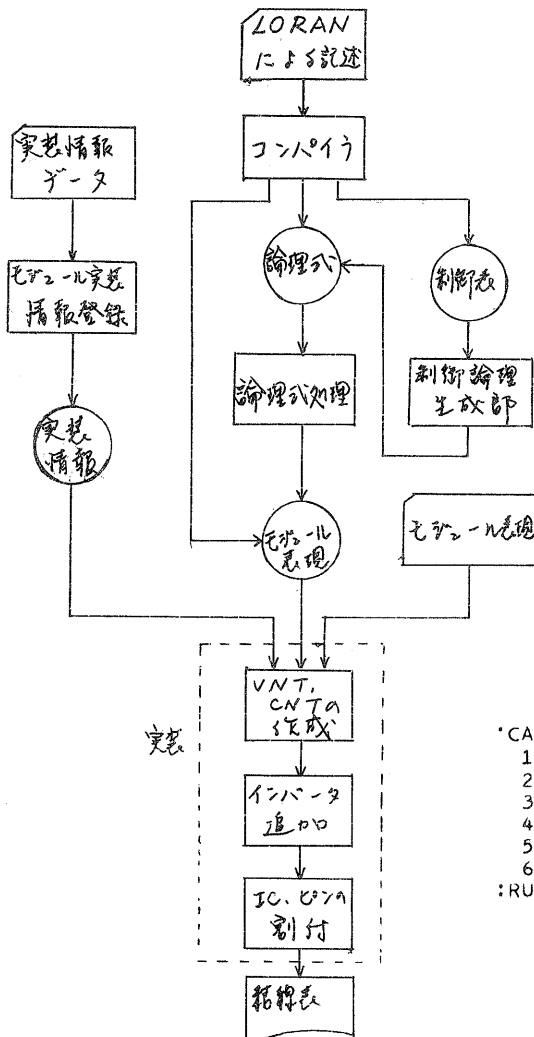 LORAN
による記述
コンパイラ
実装情報
データ
論理式
制御表
モジュール実装
情報登録
論理式処理
制御論理
生成部
実装
情報
モジュール
表現
モジュール表現
VNT,
CNTの
作成
実装
インバータ
追加
IC、ピンの
割付
結線表
'CA
1
2
3
4
5
6
:RU